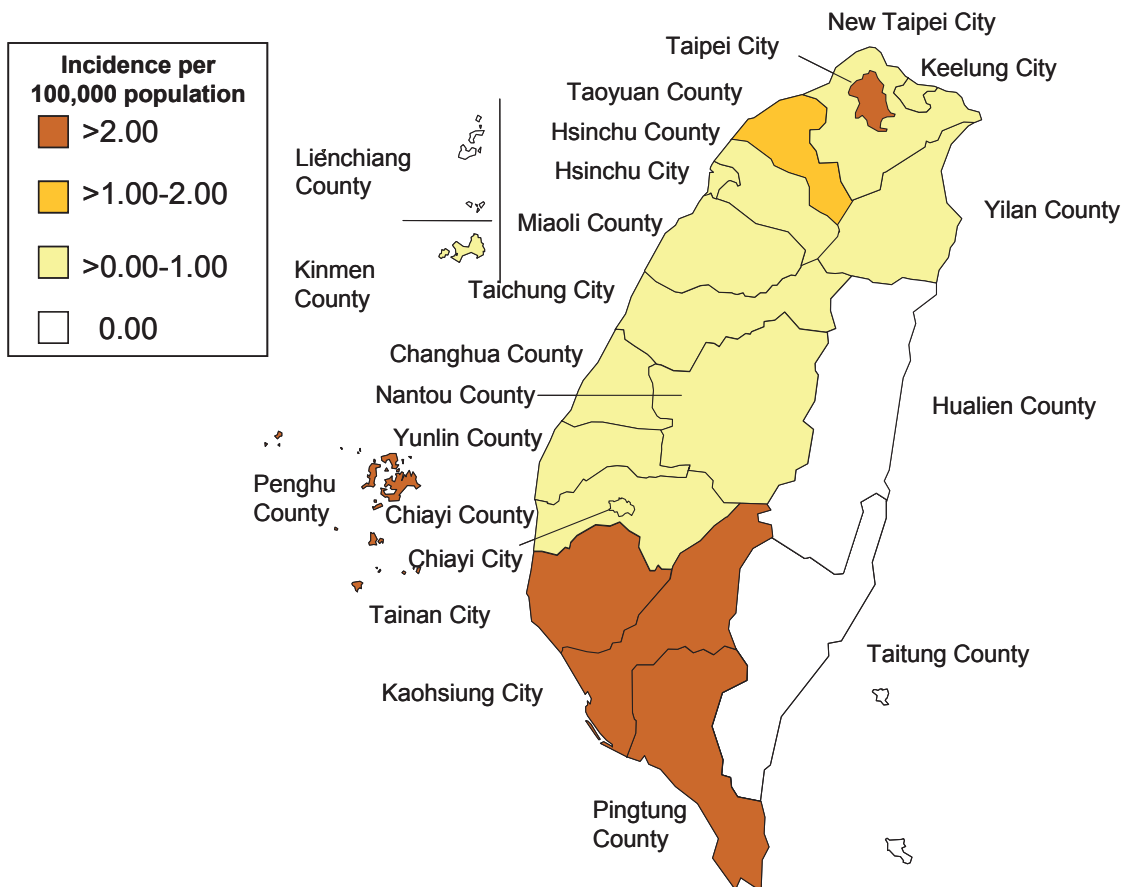 Incidence per
100,000 population
>2.00
>1.00-2.00
>0.00-1.00
0.00
New Taipei City
Taipei City
Keelung City
Taoyuan County
Hsinchu County
Hsinchu City
Lienchiang
County
Yilan County
Miaoli County
Kinmen
County
Taichung City
Changhua County
Nantou County
Hualien County
Yunlin County
Penghu
County
Chiayi County
Chiayi City
Tainan City
Taitung County
Kaohsiung City
Pingtung
County